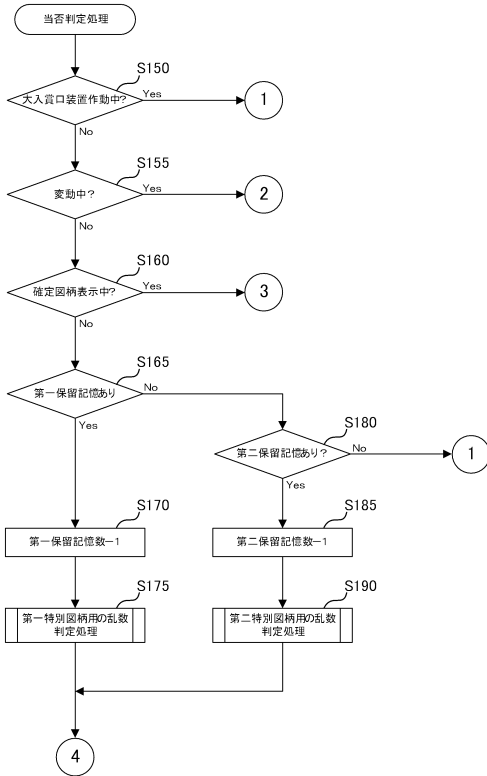 当否判定処理
S150
大入賞口装置作動中?
Yes
1
No
S155
変動中?
Yes
2
No
S160
確定図柄表示中?
Yes
3
No
S165
第一保留記憶あり
No
Yes
S180
第二保留記憶あり?
No
1
Yes
S170
第一保留記憶数−1
S185
第二保留記憶数−1
S175
第一特別図柄用の乱数
判定処理
S190
第二特別図柄用の乱数
判定処理
4